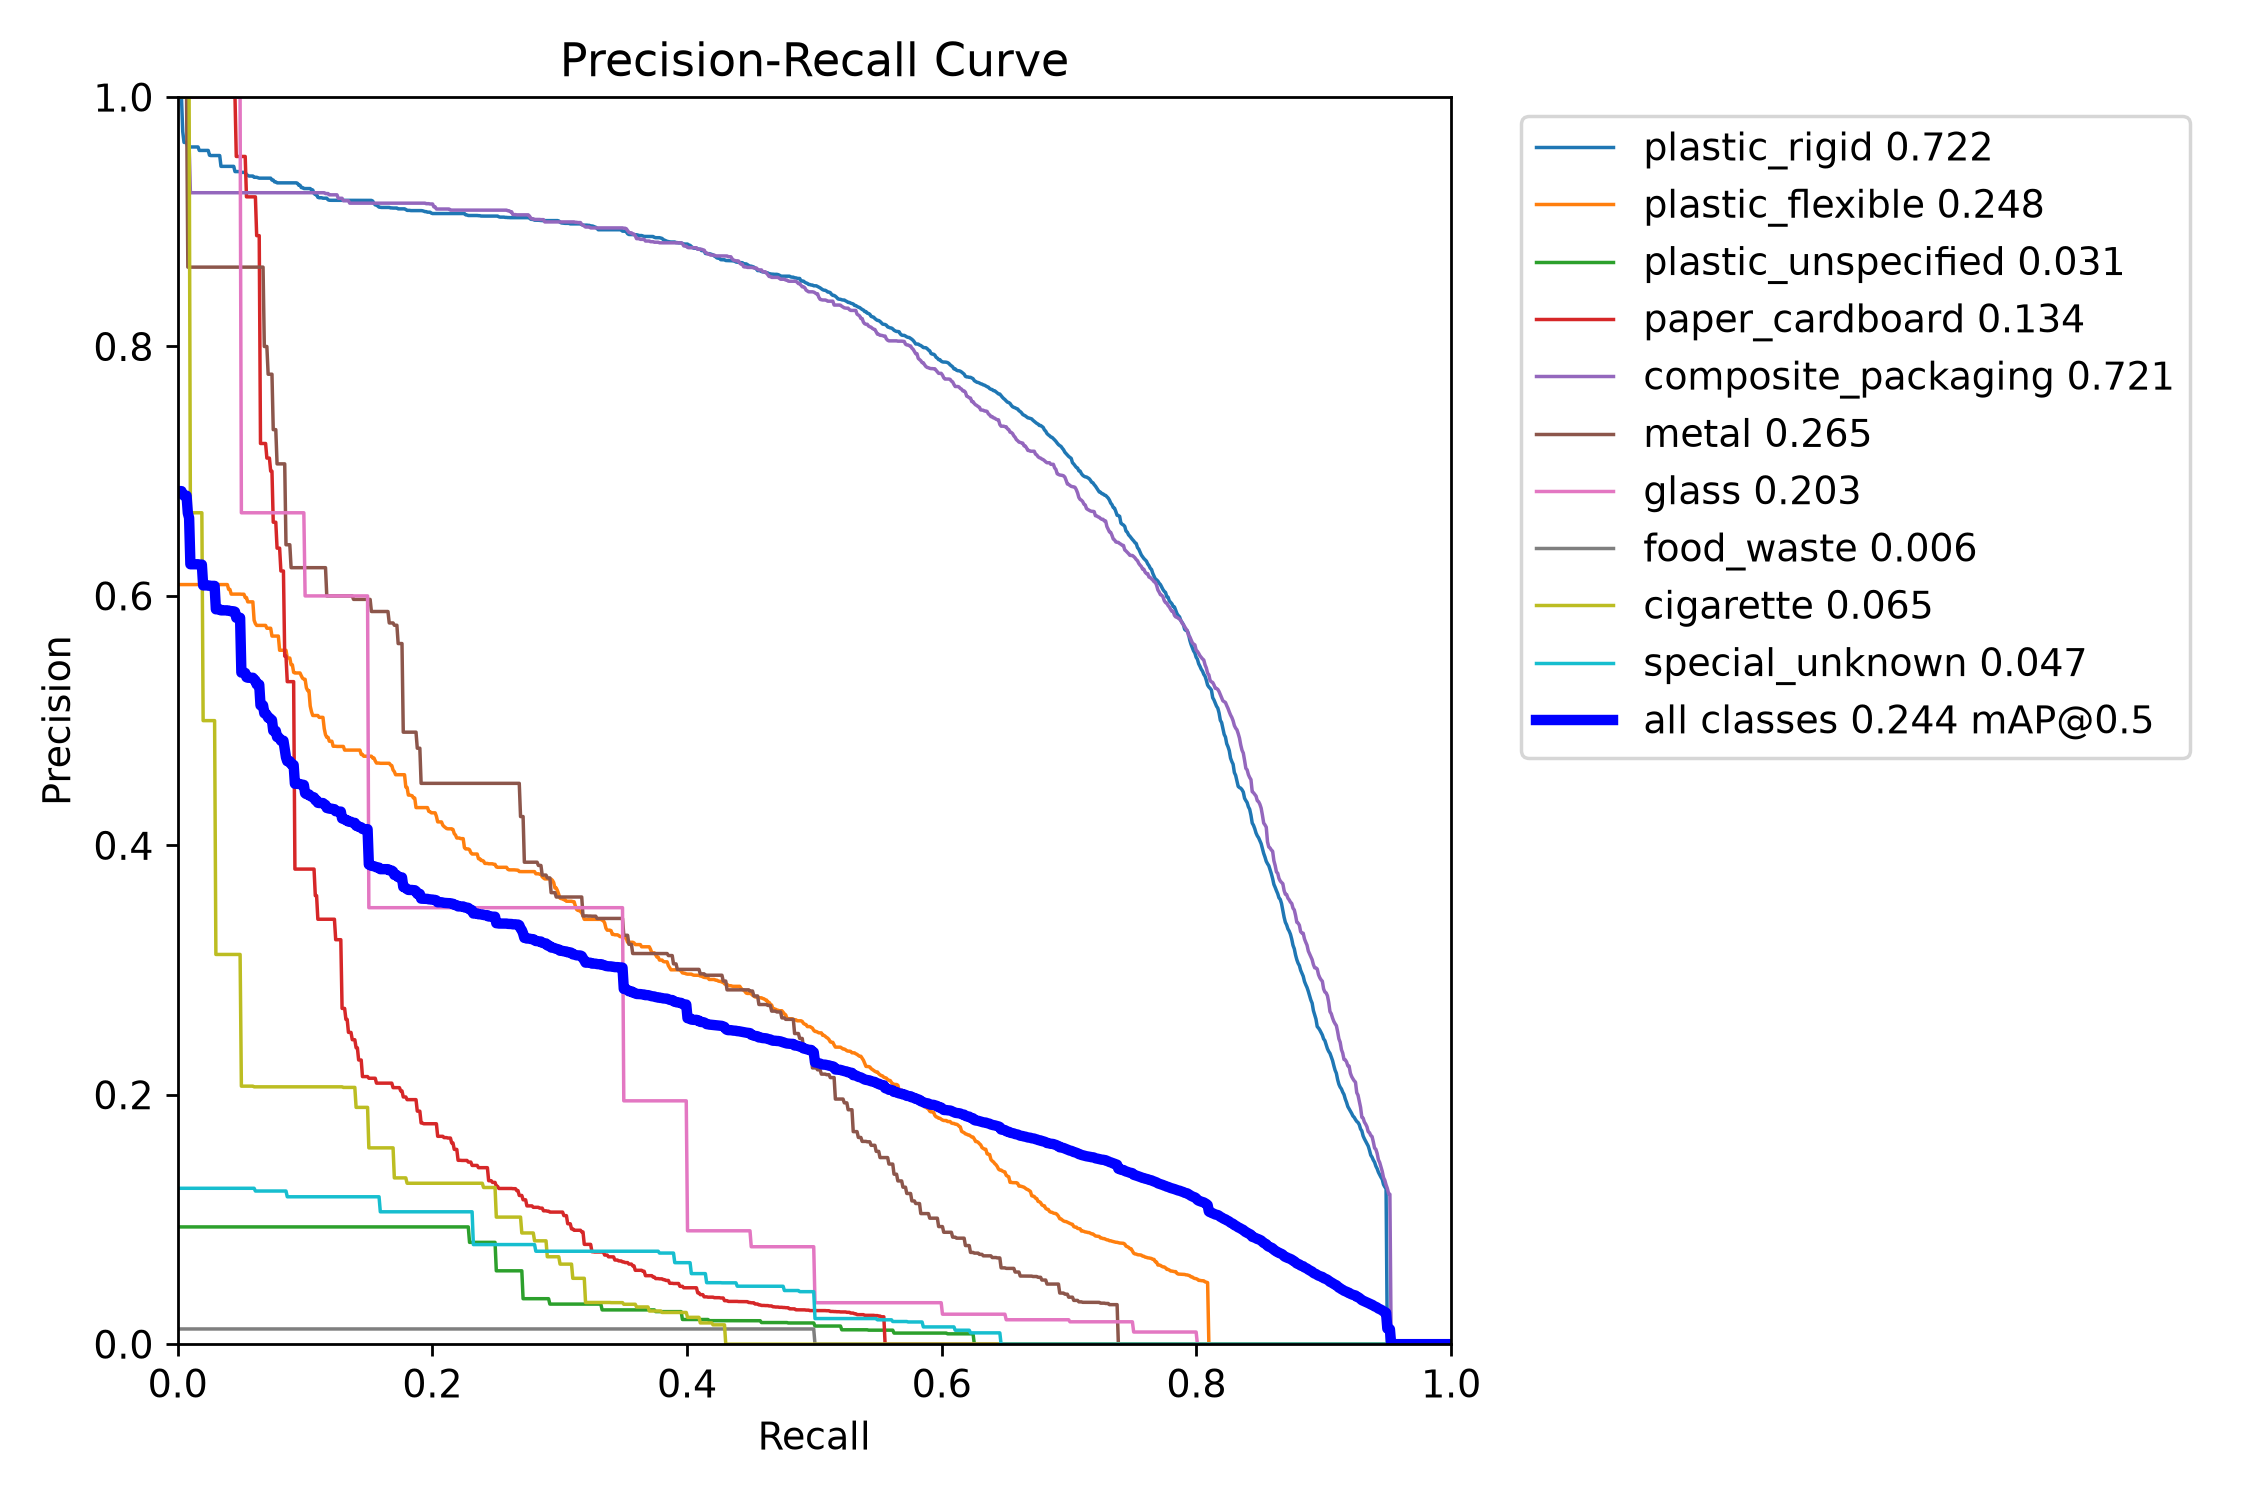 Precision-Recall Curve
1.0
0.8
0.6
0.4
0.2
0.0
Precision
0.0 0.2 0.4 0.6 0.8 1.0
Recall
plastic_rigid 0.722
plastic_flexible 0.248
plastic_unspecified 0.031
paper_cardboard 0.134
composite_packaging 0.721
metal 0.265
glass 0.203
food_waste 0.006
cigarette 0.065
special_unknown 0.047
all classes 0.244 mAP@0.5